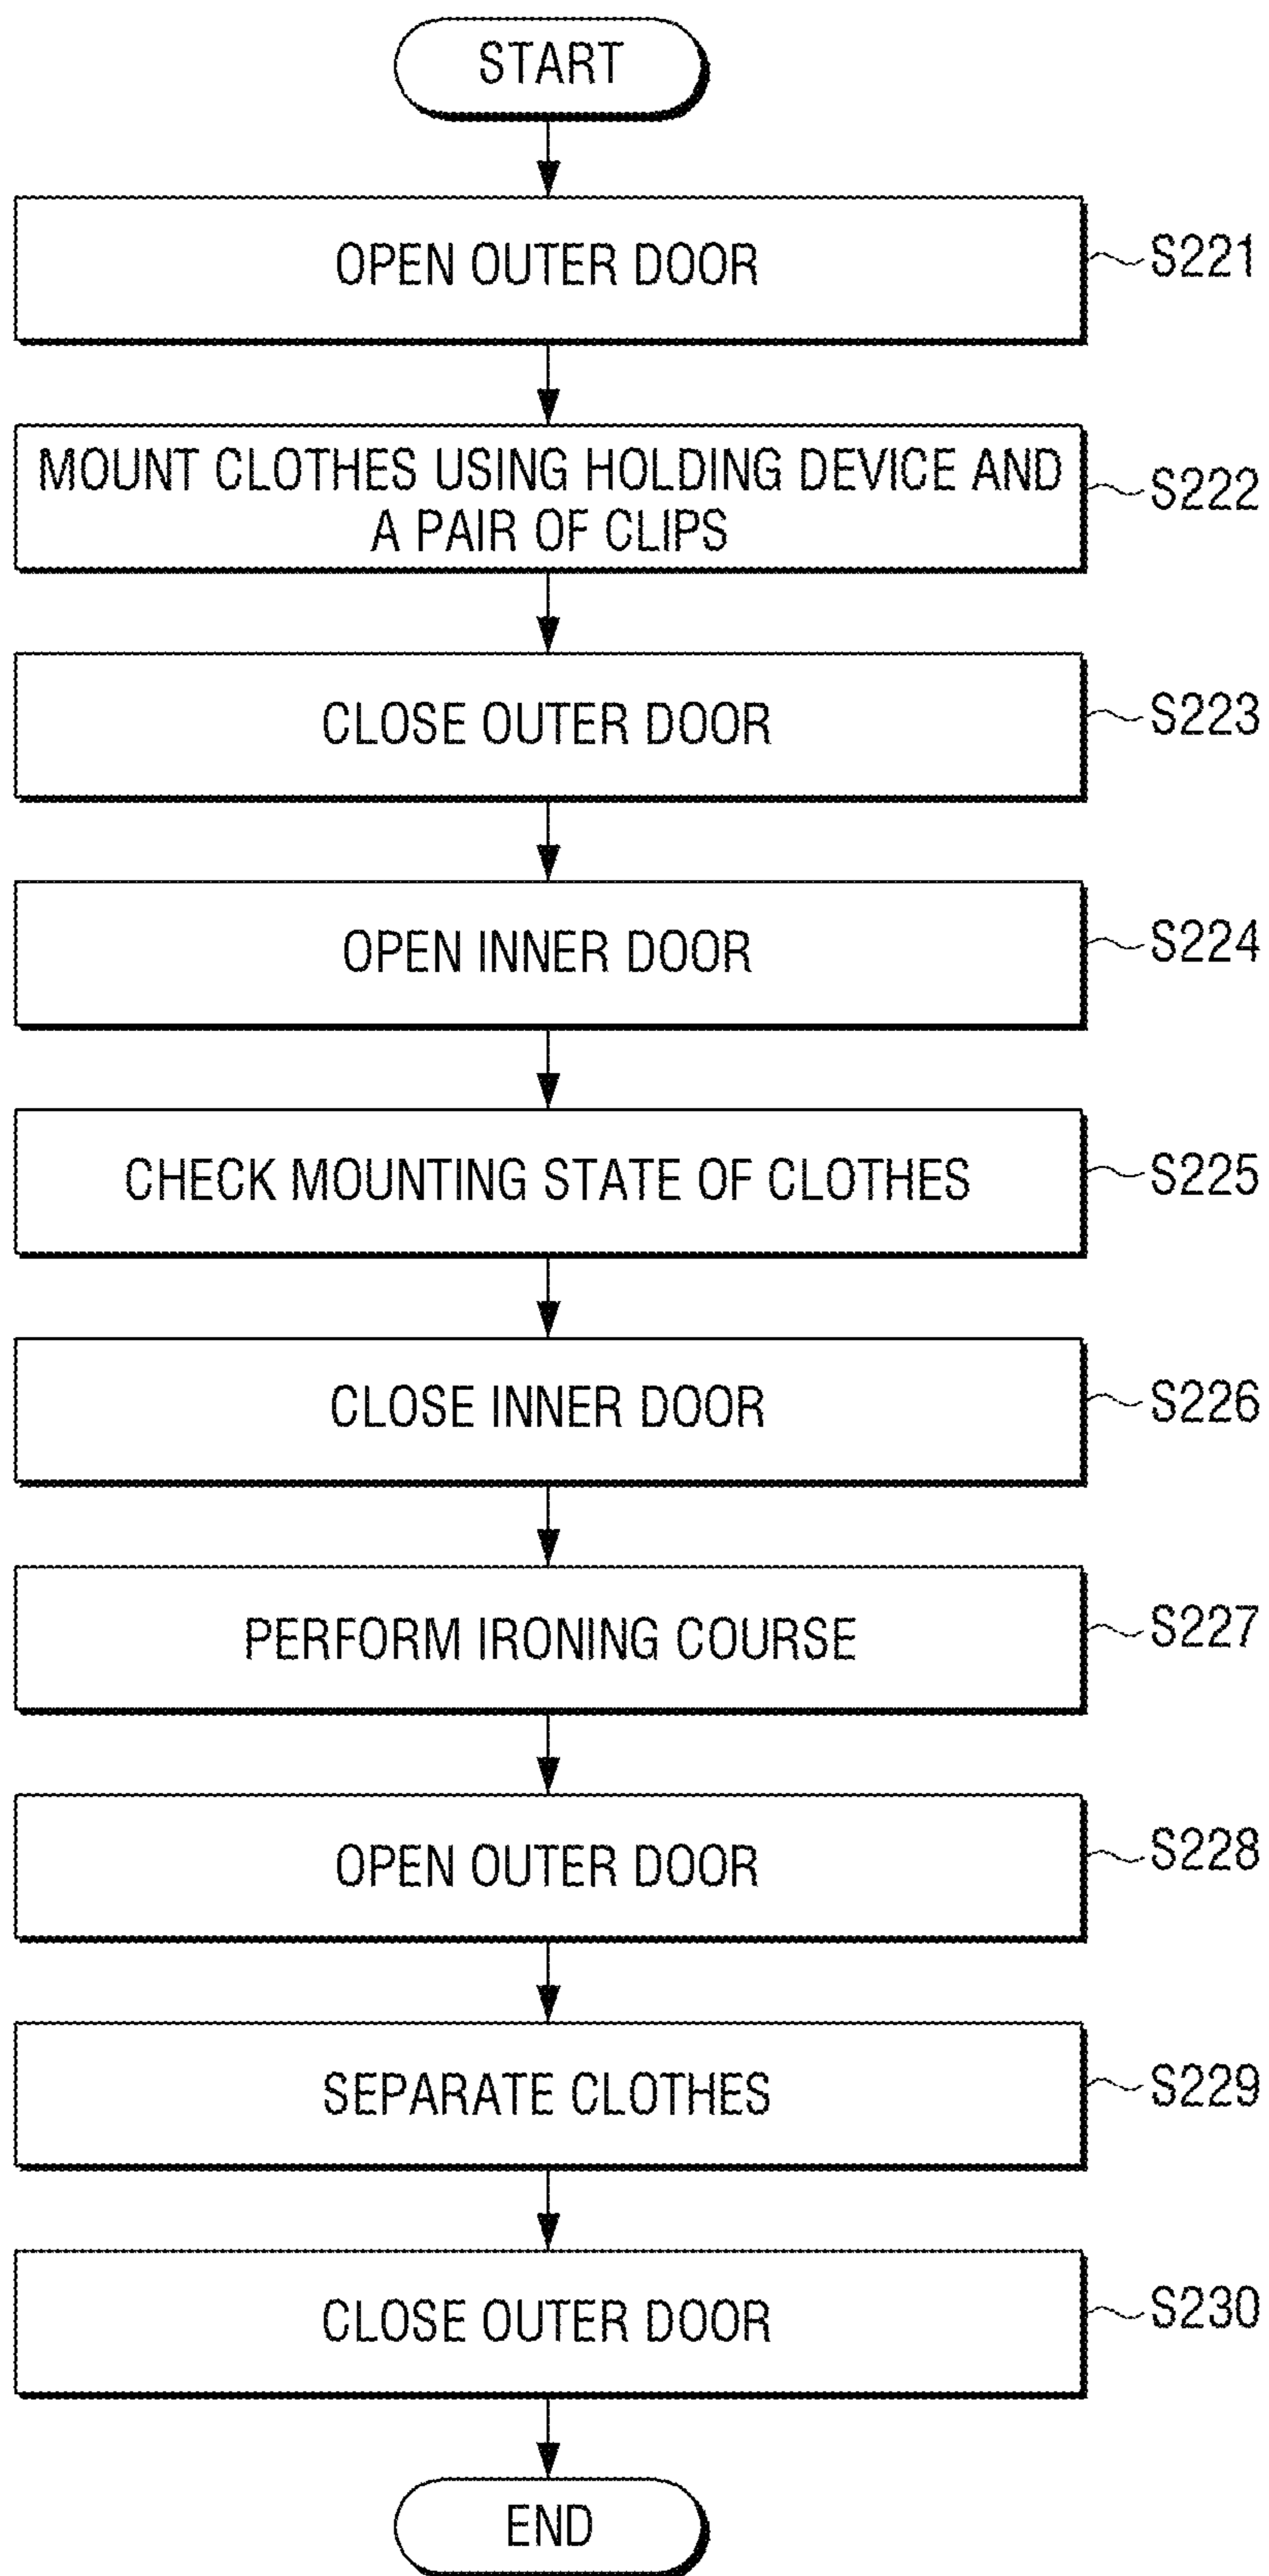 START
OPEN OUTER DOOR
S221
MOUNT CLOTHES USING HOLDING DEVICE AND
A PAIR OF CLIPS
S222
CLOSE OUTER DOOR
S223
OPEN INNER DOOR
S224
CHECK MOUNTING STATE OF CLOTHES
S225
CLOSE INNER DOOR
S226
PERFORM IRONING COURSE
S227
OPEN OUTER DOOR
S228
SEPARATE CLOTHES
S229
CLOSE OUTER DOOR
S230
END